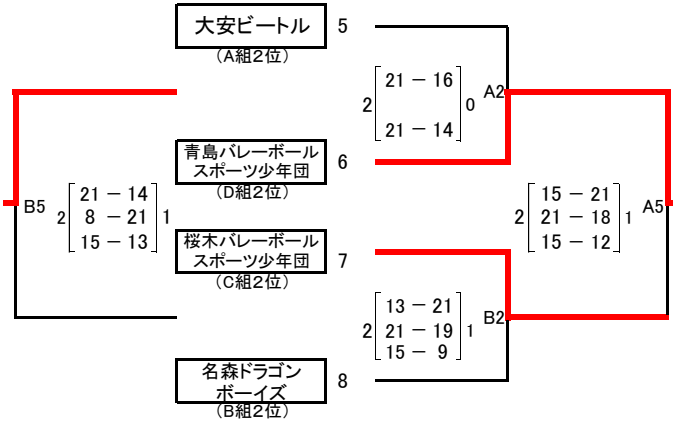 大安ビートル 5
（A組2位）
21 － 16
2 0 A2
21 － 14
青島バレーボール
スポーツ少年団 6
（D組2位）
B5
21 － 14
2 8 －21 1
15 － 13
15 － 21
2 21 － 18 1 A5
15 － 12
桜木バレーボール
スポーツ少年団 7
（C組2位）
13 － 21
2 21 － 19 1 B2
15 － 9
名森ドラゴン
ボーイズ 8
（B組2位）